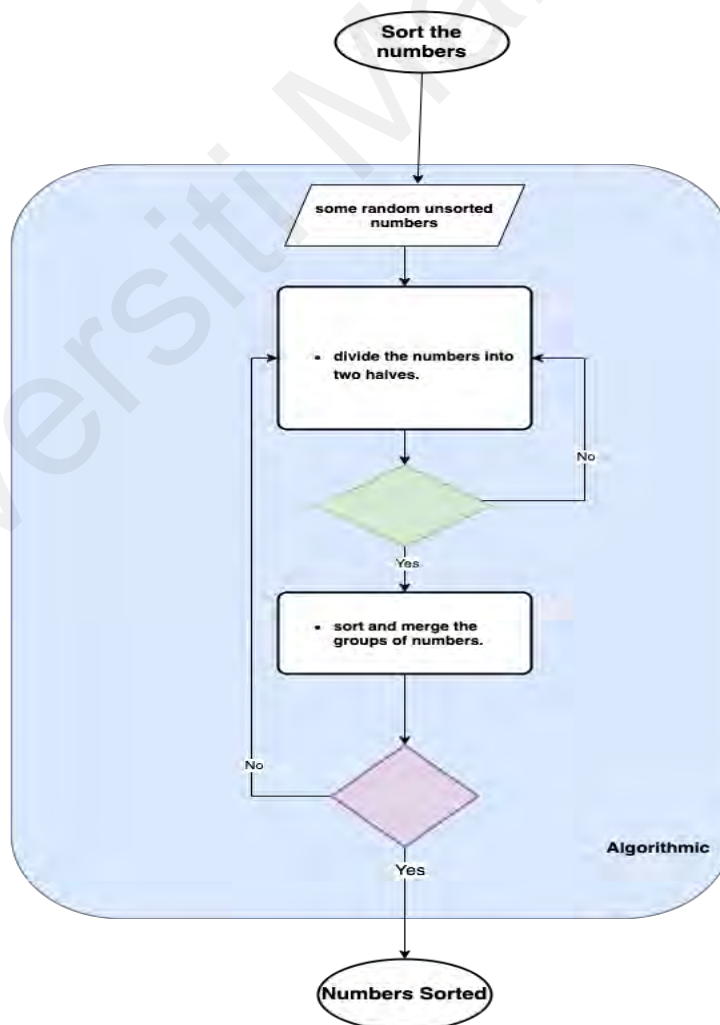 Sort the
numbers
some random unsorted
numbers
• divide the numbers into
two halves.
No
Yes
• sort and merge the
groups of numbers.
No
Algorithmic
Yes
Numbers Sorted